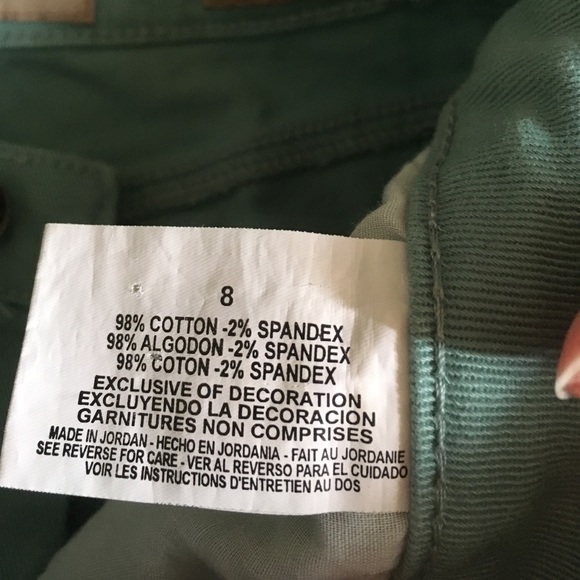 8
98% COTTON -2% SPANDEX
98% ALGODON -2% SPANDEX
98% COTON -2% SPANDEX
EXCLUSIVE OF DECORATION
EXCLUYENDO LA DECORACION
GARNITURES NON COMPRISES
MADE IN JORDAN - HECHO EN JORDANIA - FAIT AU JORDANIE
SEE REVERSE FOR CARE - VER AL REVERSO PARA EL CUIDADO
VOIR LES INSTRUCTIONS D'ENTRETIEN AU DOS